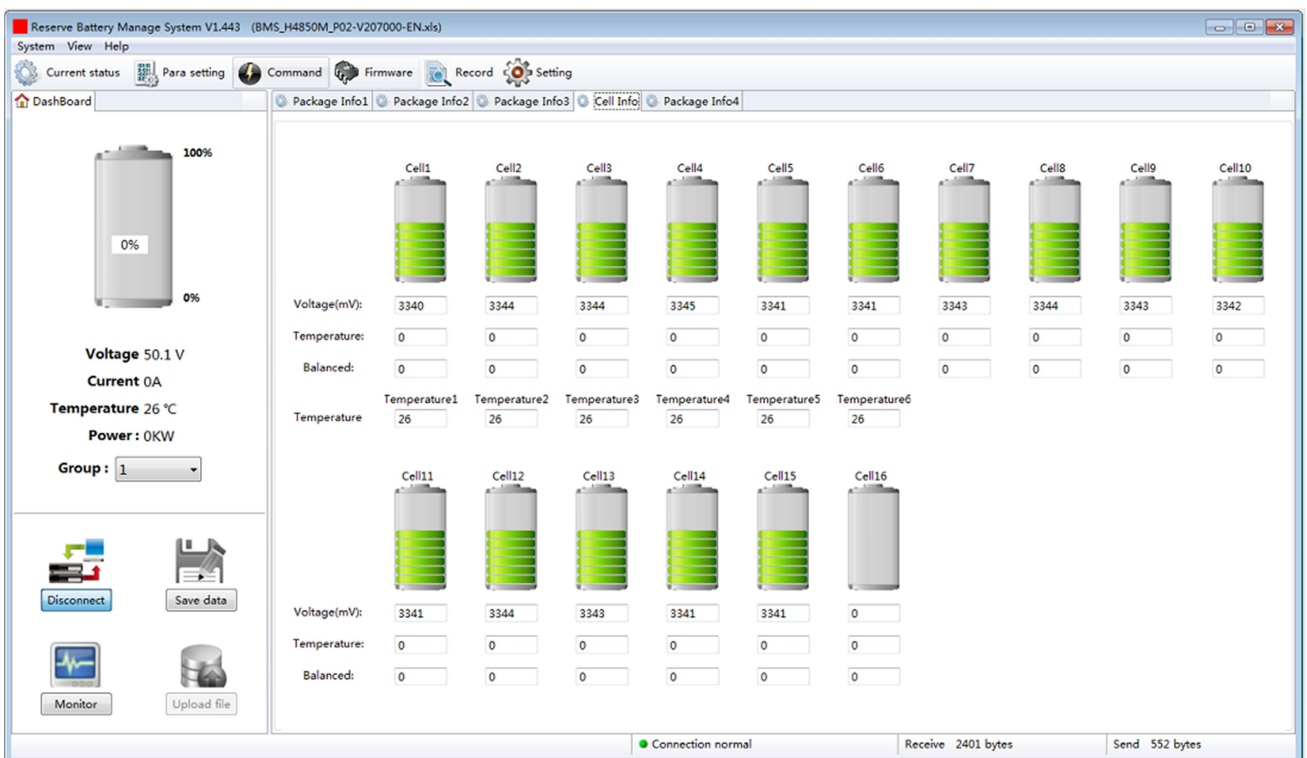 Reserve Battery Manage System V1.443 (BMS_H4850M_P02-V207000-EN.xls)
System View Help
Current status Para setting Command Firmware Record Setting
DashBoard
100%
0%
0%
Voltage 50.1 V
Current 0A
Temperature 26 ℃
Power : 0KW
Group : 1
Disconnect Save data
Monitor Upload file
Package Info1 Package Info2 Package Info3 Cell Info Package Info4
Cell1 Cell2 Cell3 Cell4 Cell5 Cell6 Cell7 Cell8 Cell9 Cell10
Voltage(mV): 3340 3344 3344 3345 3341 3341 3343 3344 3343 3342
Temperature: 0 0 0 0 0 0 0 0 0 0
Balanced: 0 0 0 0 0 0 0 0 0 0
Temperature1 Temperature2 Temperature3 Temperature4 Temperature5 Temperature6
Temperature 26 26 26 26 26 26
Cell11 Cell12 Cell13 Cell14 Cell15 Cell16
Voltage(mV): 3341 3344 3343 3341 3341 0
Temperature: 0 0 0 0 0 0
Balanced: 0 0 0 0 0 0
Connection normal Receive 2401 bytes Send 552 bytes